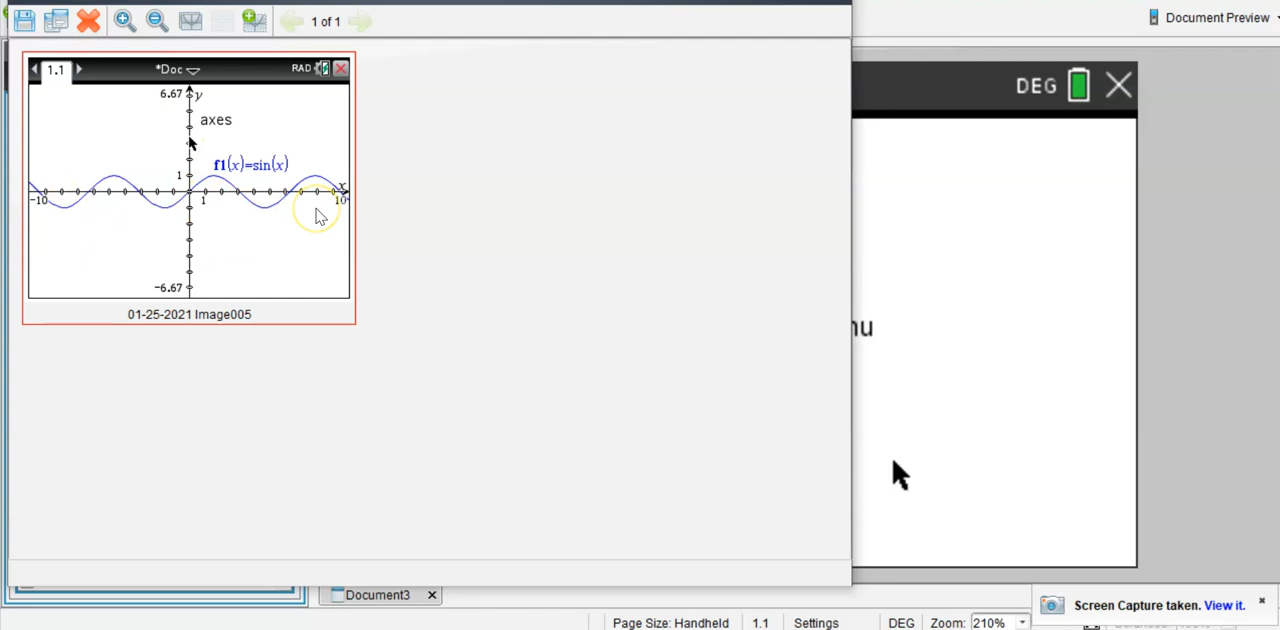 1 of 1
Document Preview
1.1
*Doc
RAD
DEG
6.67
y
axes
f1(x)=sin(x)
1
x
-10
1
10
-6.67
01-25-2021 Image005
nu
Document3
Screen Capture taken. View it.
Page Size: Handheld
1.1
Settings
DEG
Zoom:
210%